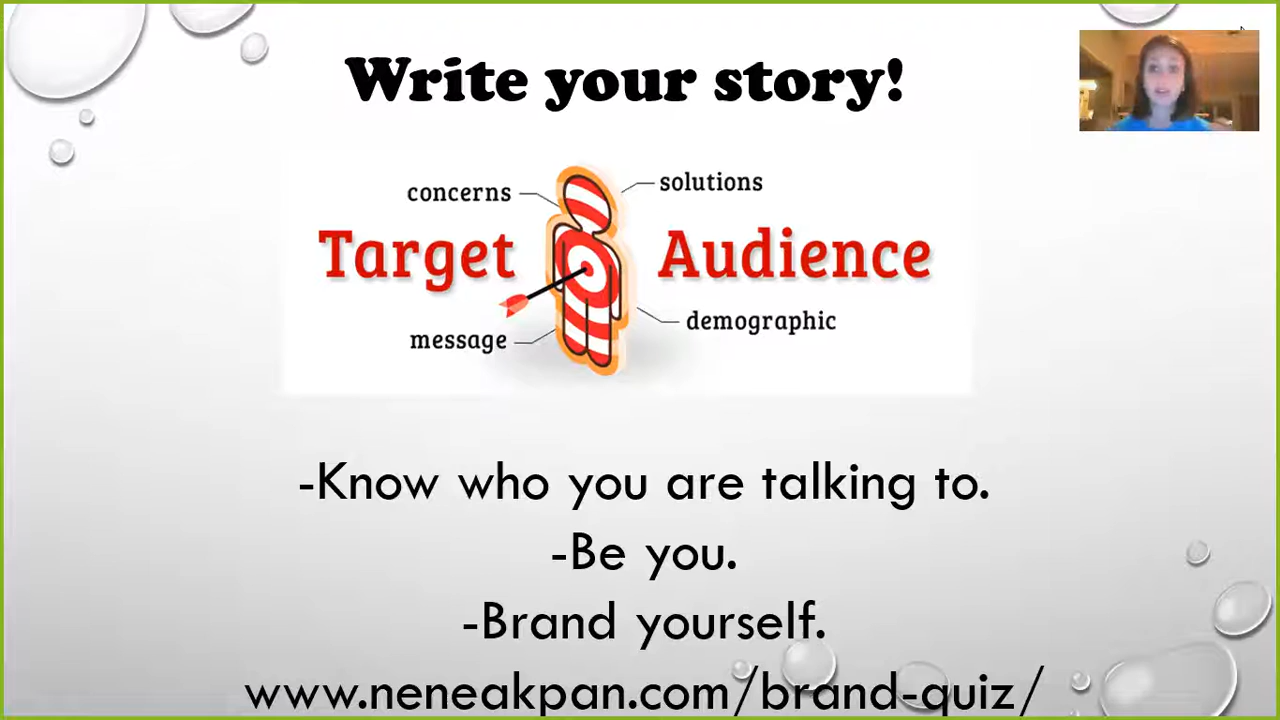 Write your story!
concerns
solutions
Target Audience
message
demographic
-Know who you are talking to.
-Be you.
-Brand yourself.
www.neneakpan.com/brand-quiz/